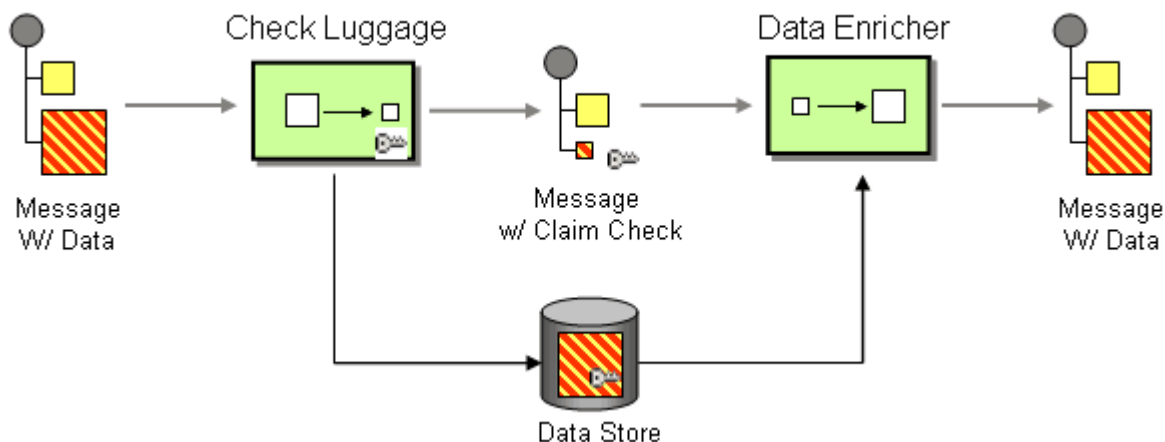 Check Luggage
Data Enricher
Message
W/ Data
Message
w/ Claim Check
Message
W/ Data
Data Store